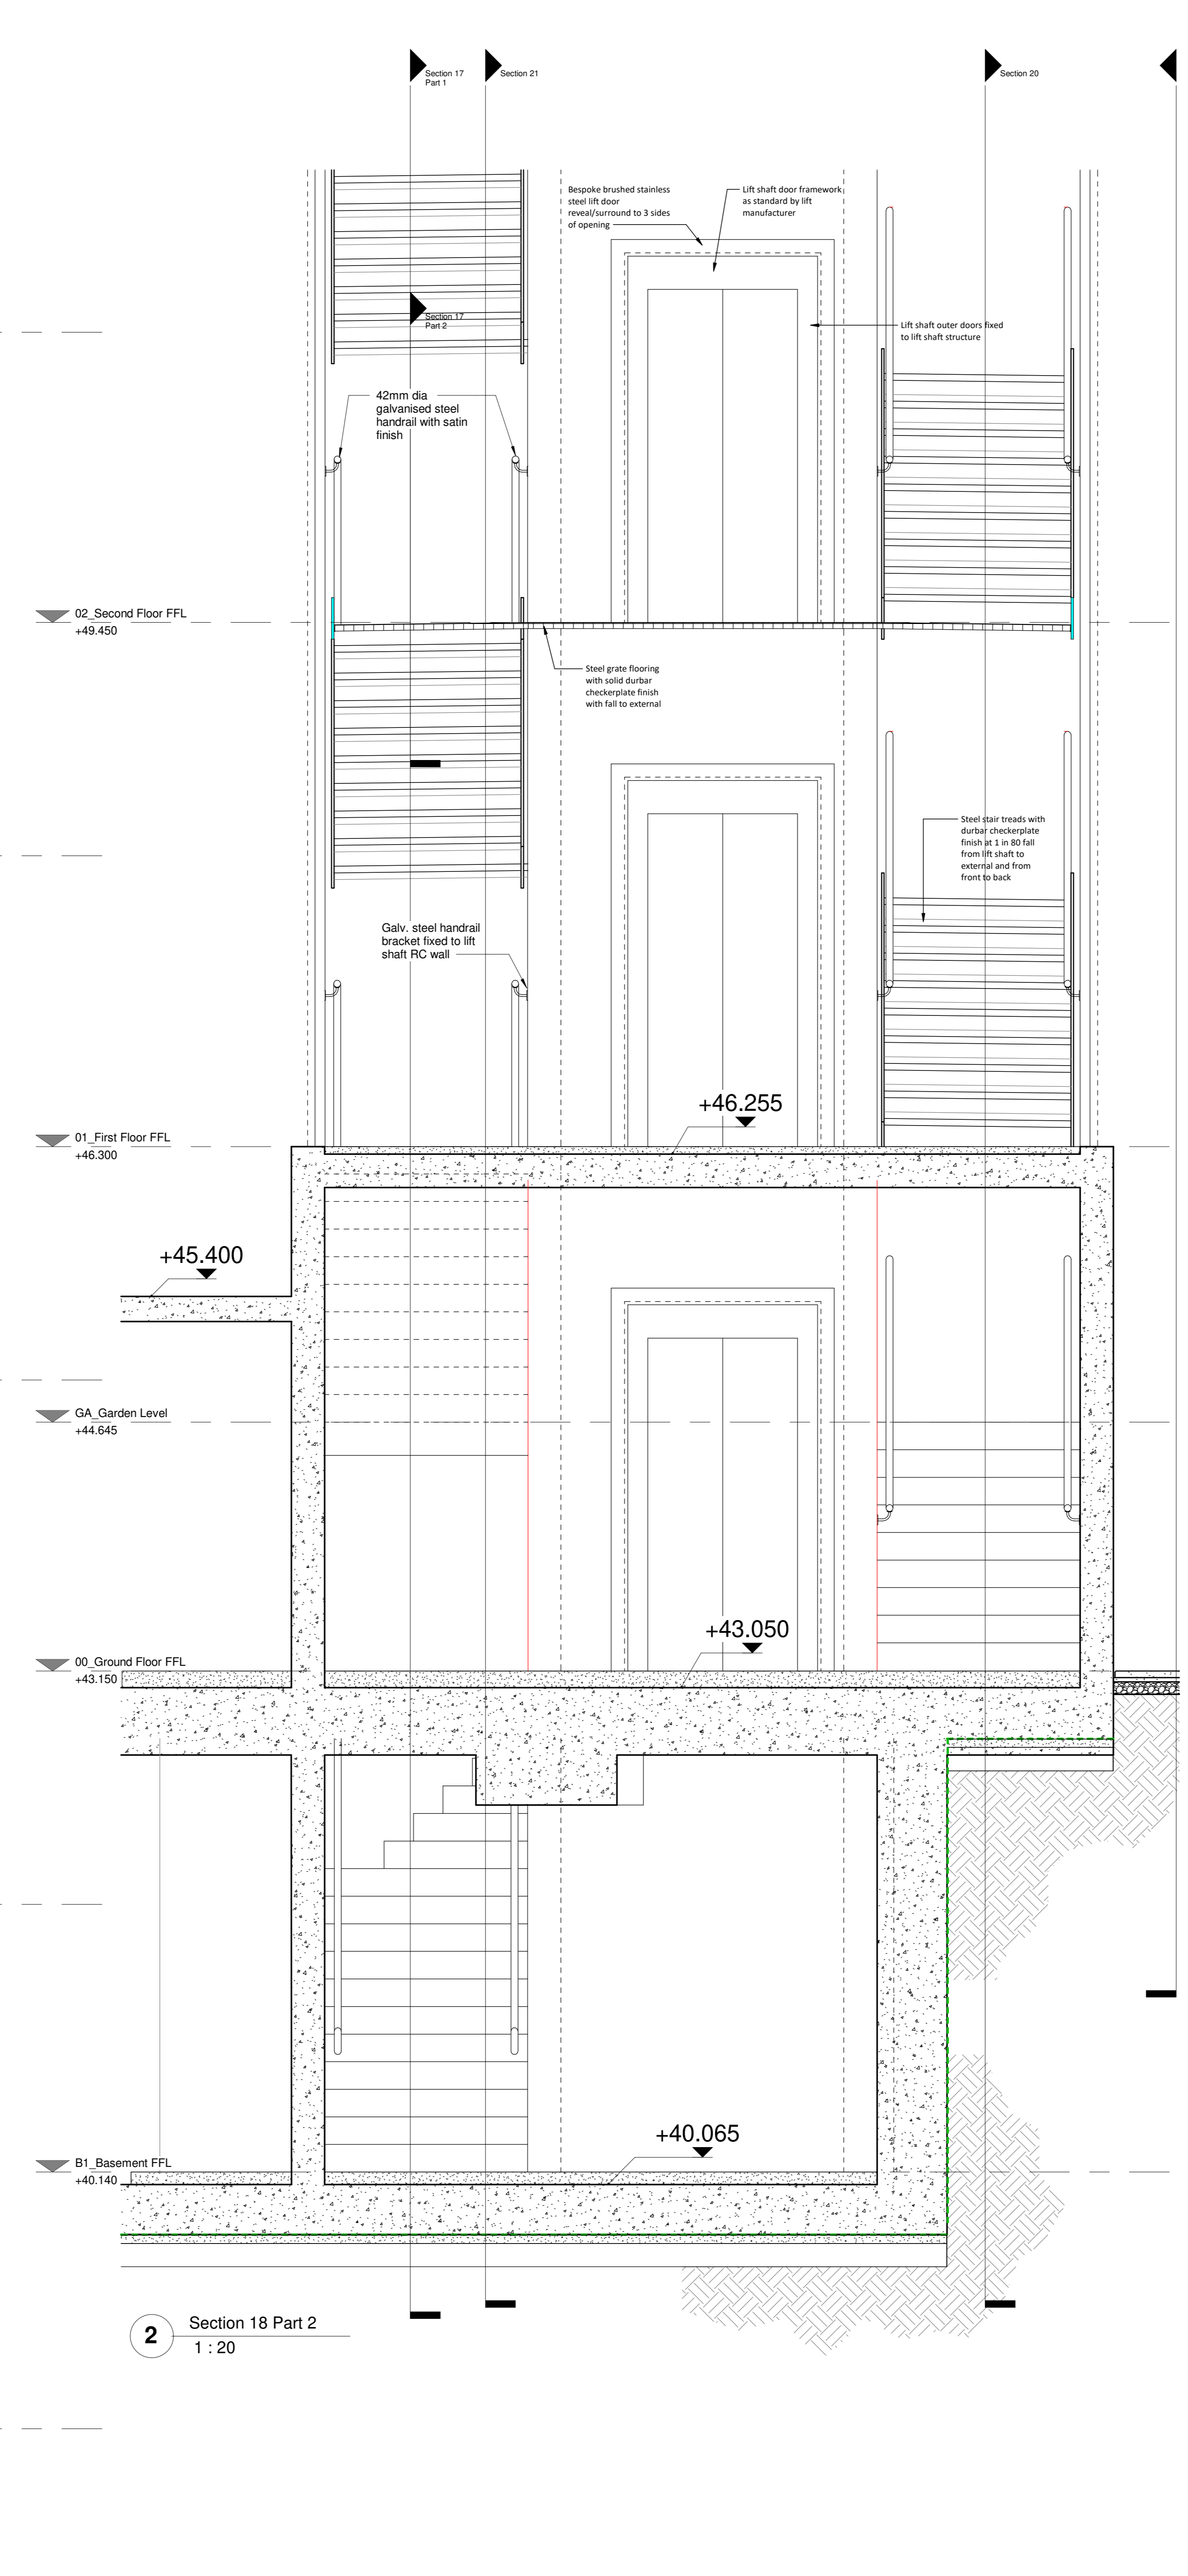 Section 17
Part 1
Section 21
Section 20
Bespoke brushed stainless
steel lift door
reveal/surround to 3 sides
of opening
Lift shaft door framework
as standard by lift
manufacturer
Section 17
Part 2
Lift shaft outer doors fixed
to lift shaft structure
42mm dia
galvanised steel
handrail with satin
finish
02_Second Floor FFL
+49.450
Steel grate flooring
with solid durbar
checkerplate finish
with fall to external
Steel stair treads with
durbar checkerplate
finish at 1 in 80 fall
from lift shaft to
external and from
front to back
Galv. steel handrail
bracket fixed to lift
shaft RC wall
+46.255
01_First Floor FFL
+46.300
+45.400
GA_Garden Level
+44.645
+43.050
00_Ground Floor FFL
+43.150
+40.065
B1_Basement FFL
+40.140
2
Section 18 Part 2
1 : 20